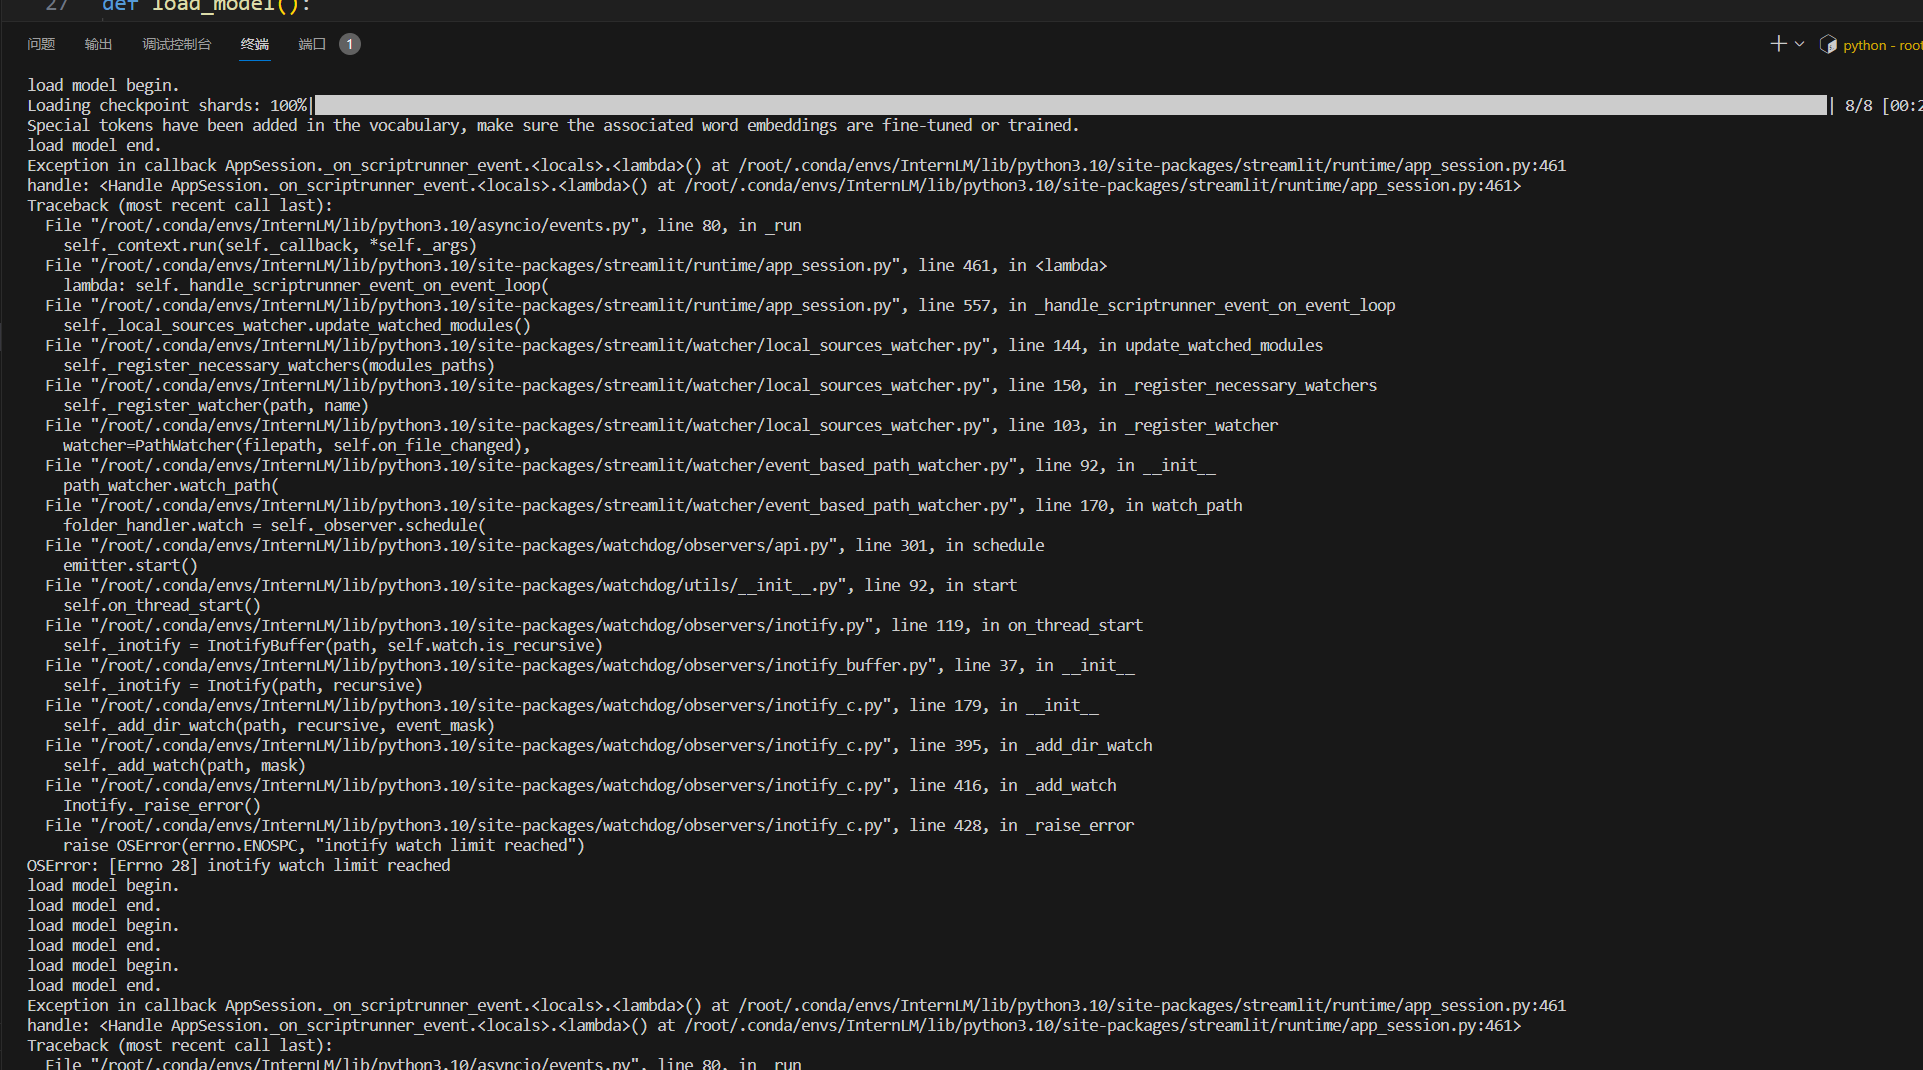 27 def load_model():
问题 输出 调试控制台 终端 端口 1
python - root
load model begin.
Loading checkpoint shards: 100%| | 8/8 [00:2
Special tokens have been added in the vocabulary, make sure the associated word embeddings are fine-tuned or trained.
load model end.
Exception in callback AppSession._on_scriptrunner_event.<locals>.<lambda>() at /root/.conda/envs/InternLM/lib/python3.10/site-packages/streamlit/runtime/app_session.py:461
handle: <Handle AppSession._on_scriptrunner_event.<locals>.<lambda>() at /root/.conda/envs/InternLM/lib/python3.10/site-packages/streamlit/runtime/app_session.py:461>
Traceback (most recent call last):
  File "/root/.conda/envs/InternLM/lib/python3.10/asyncio/events.py", line 80, in _run
    self._context.run(self._callback, *self._args)
  File "/root/.conda/envs/InternLM/lib/python3.10/site-packages/streamlit/runtime/app_session.py", line 461, in <lambda>
    lambda: self._handle_scriptrunner_event_on_event_loop(
  File "/root/.conda/envs/InternLM/lib/python3.10/site-packages/streamlit/runtime/app_session.py", line 557, in _handle_scriptrunner_event_on_event_loop
    self._local_sources_watcher.update_watched_modules()
  File "/root/.conda/envs/InternLM/lib/python3.10/site-packages/streamlit/watcher/local_sources_watcher.py", line 144, in update_watched_modules
    self._register_necessary_watchers(modules_paths)
  File "/root/.conda/envs/InternLM/lib/python3.10/site-packages/streamlit/watcher/local_sources_watcher.py", line 150, in _register_necessary_watchers
    self._register_watcher(path, name)
  File "/root/.conda/envs/InternLM/lib/python3.10/site-packages/streamlit/watcher/local_sources_watcher.py", line 103, in _register_watcher
    watcher=PathWatcher(filepath, self.on_file_changed),
  File "/root/.conda/envs/InternLM/lib/python3.10/site-packages/streamlit/watcher/event_based_path_watcher.py", line 92, in __init__
    path_watcher.watch_path(
  File "/root/.conda/envs/InternLM/lib/python3.10/site-packages/streamlit/watcher/event_based_path_watcher.py", line 170, in watch_path
    folder_handler.watch = self._observer.schedule(
  File "/root/.conda/envs/InternLM/lib/python3.10/site-packages/watchdog/observers/api.py", line 301, in schedule
    emitter.start()
  File "/root/.conda/envs/InternLM/lib/python3.10/site-packages/watchdog/utils/__init__.py", line 92, in start
    self.on_thread_start()
  File "/root/.conda/envs/InternLM/lib/python3.10/site-packages/watchdog/observers/inotify.py", line 119, in on_thread_start
    self._inotify = InotifyBuffer(path, self.watch.is_recursive)
  File "/root/.conda/envs/InternLM/lib/python3.10/site-packages/watchdog/observers/inotify_buffer.py", line 37, in __init__
    self._inotify = Inotify(path, recursive)
  File "/root/.conda/envs/InternLM/lib/python3.10/site-packages/watchdog/observers/inotify_c.py", line 179, in __init__
    self._add_dir_watch(path, recursive, event_mask)
  File "/root/.conda/envs/InternLM/lib/python3.10/site-packages/watchdog/observers/inotify_c.py", line 395, in _add_dir_watch
    self._add_watch(path, mask)
  File "/root/.conda/envs/InternLM/lib/python3.10/site-packages/watchdog/observers/inotify_c.py", line 416, in _add_watch
    Inotify._raise_error()
  File "/root/.conda/envs/InternLM/lib/python3.10/site-packages/watchdog/observers/inotify_c.py", line 428, in _raise_error
    raise OSError(errno.ENOSPC, "inotify watch limit reached")
OSError: [Errno 28] inotify watch limit reached
load model begin.
load model end.
load model begin.
load model end.
load model begin.
load model end.
Exception in callback AppSession._on_scriptrunner_event.<locals>.<lambda>() at /root/.conda/envs/InternLM/lib/python3.10/site-packages/streamlit/runtime/app_session.py:461
handle: <Handle AppSession._on_scriptrunner_event.<locals>.<lambda>() at /root/.conda/envs/InternLM/lib/python3.10/site-packages/streamlit/runtime/app_session.py:461>
Traceback (most recent call last):
  File "/root/.conda/envs/InternLM/lib/python3.10/asyncio/events.py", line 80, in _run